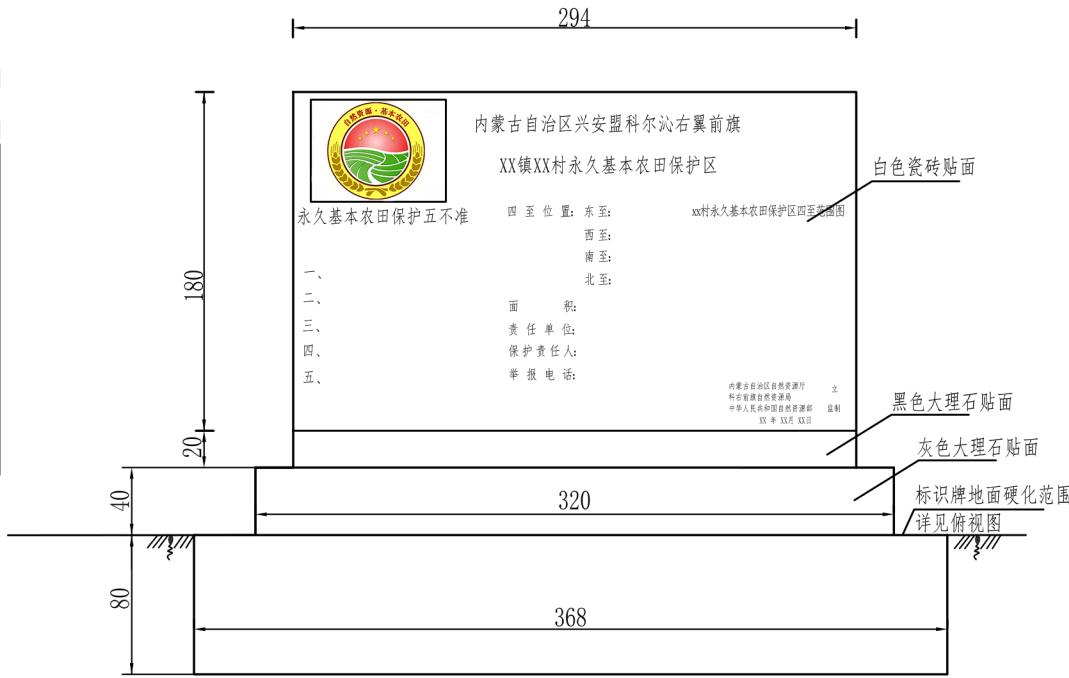 294
自然资源·基本农田
内蒙古自治区兴安盟科尔沁右翼前旗
XX镇XX村永久基本农田保护区
白色瓷砖贴面
永久基本农田保护五不准
四至位置: 东至:
xx村永久基本农田保护区四至范围图
西至:
南至:
北至:
180
一、
二、
三、
四、
五、
面 积:
责任单位:
保护责任人:
举报电话:
内蒙古自治区自然资源厅 立
科右前旗自然资源局
中华人民共和国自然资源部 监制
XX 年 XX月 XX日
黑色大理石贴面
20
灰色大理石贴面
40
320
标识牌地面硬化范围
详见俯视图
80
368